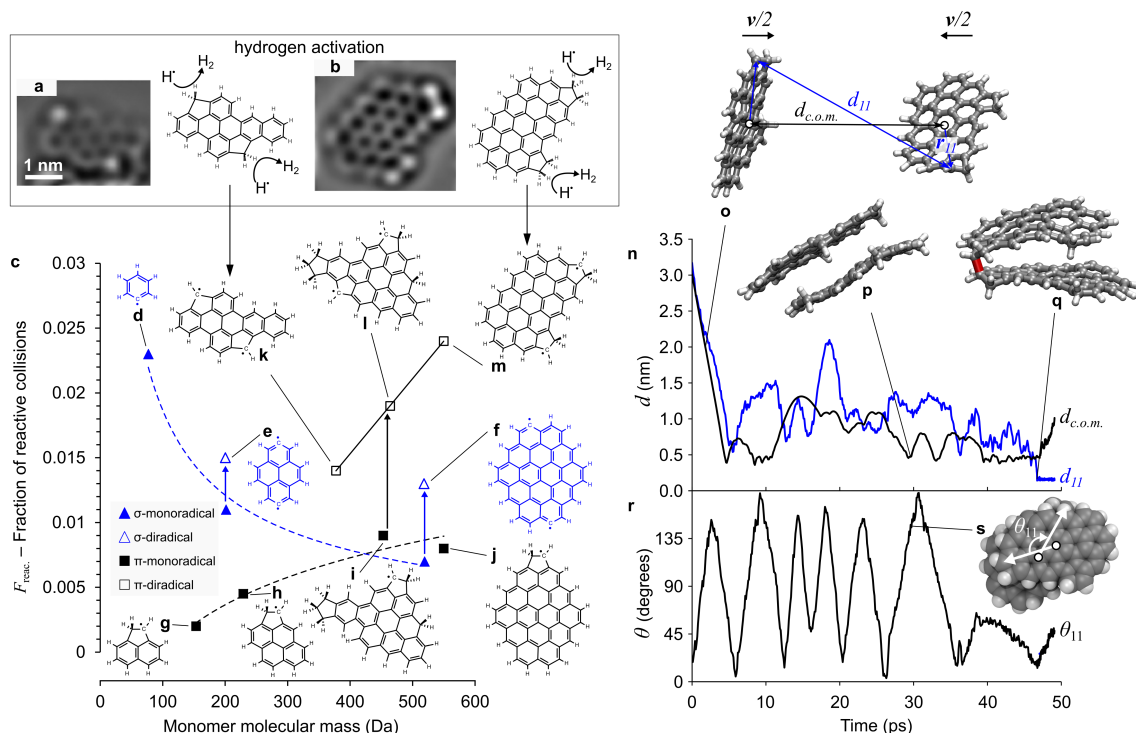 hydrogen activation
a
1 nm
H•
H2
H•
H2
b
H•
H2
H•
H2
c
F reac. – Fraction of reactive collisions
0.03
0.025
0.02
0.015
0.01
0.005
0
d
e
f
g
h
i
j
k
l
m
σ-monoradical
σ-diradical
π-monoradical
π-diradical
0
100
200
300
400
500
600
Monomer molecular mass (Da)
v/2
v/2
d11
dc.o.m.
r11
o
p
q
n
3.5
3.0
2.5
2.0
1.5
1.0
0.5
0.0
d (nm)
dc.o.m.
d11
r
180
135
90
45
0
θ (degrees)
s
θ11
θ11
0
10
20
30
40
50
Time (ps)